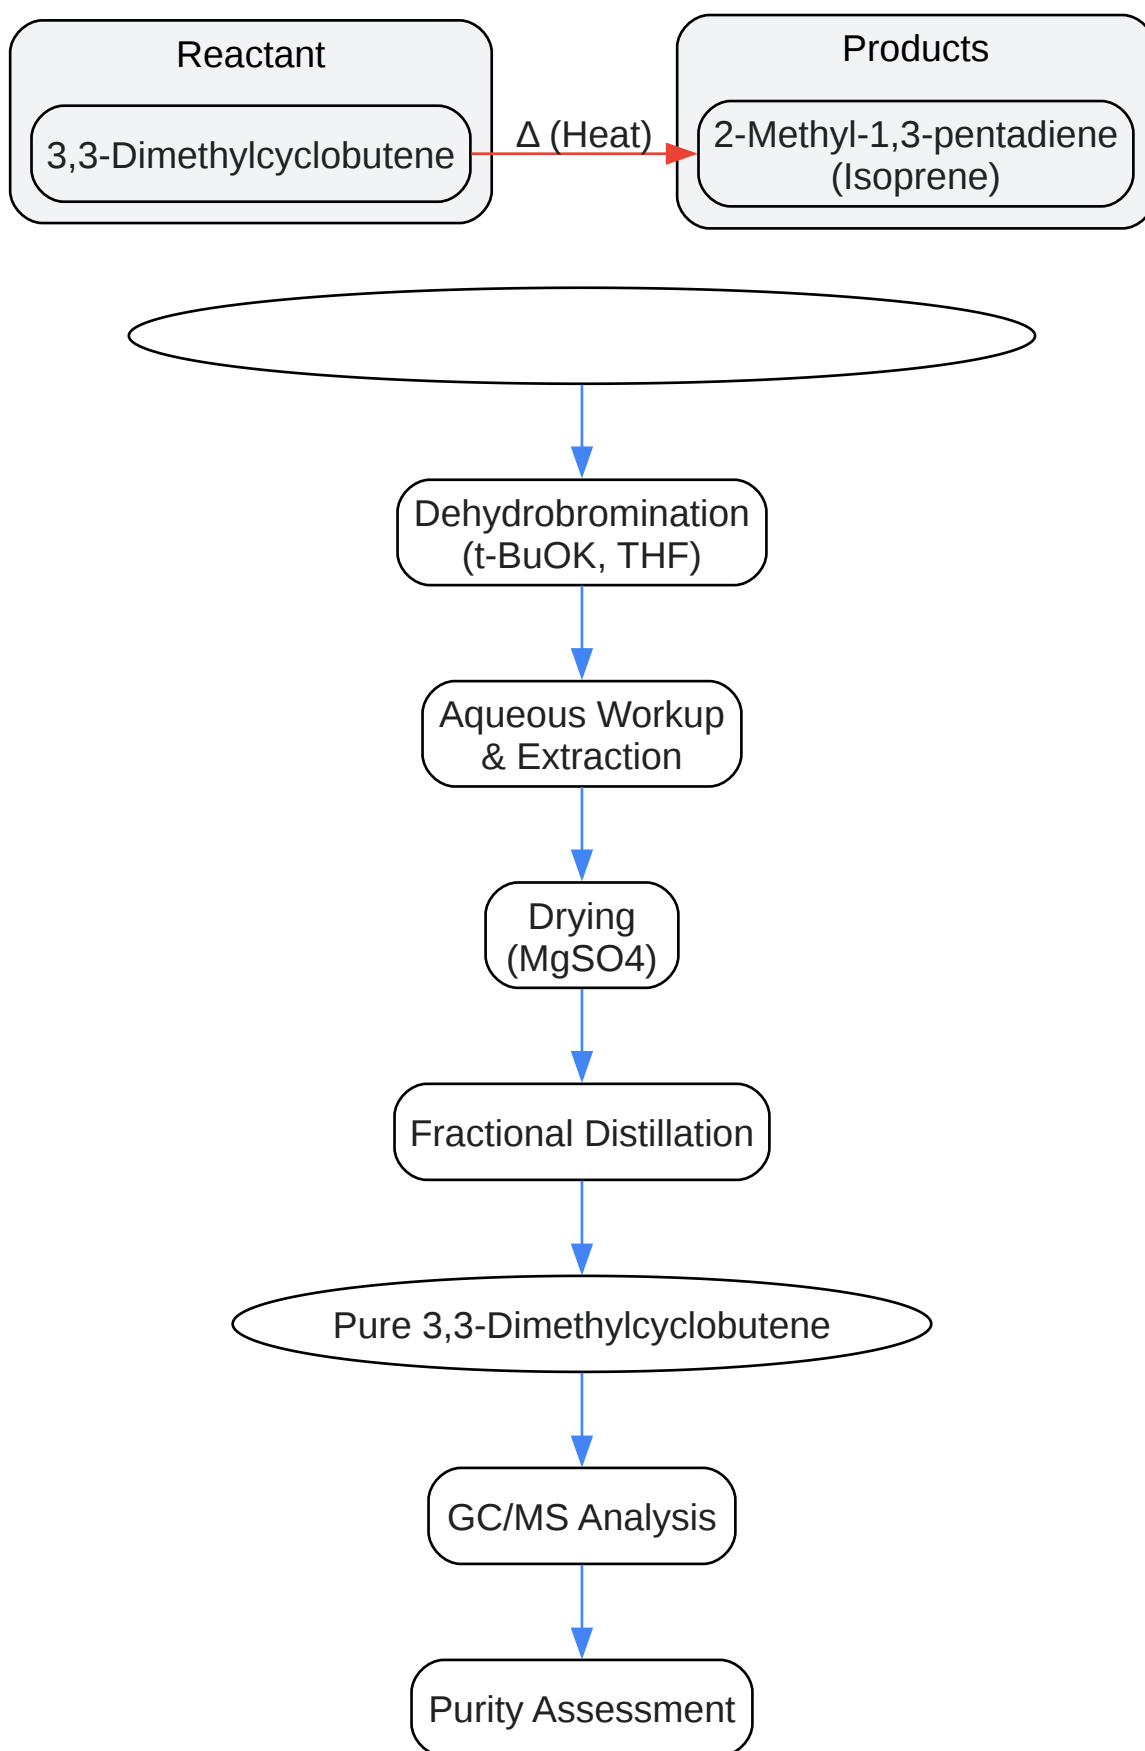 Reactant
3,3-Dimethylcyclobutene
Δ (Heat)
Products
2-Methyl-1,3-pentadiene
(Isoprene)
Dehydrobromination
(t-BuOK, THF)
Aqueous Workup
& Extraction
Drying
(MgSO4)
Fractional Distillation
Pure 3,3-Dimethylcyclobutene
GC/MS Analysis
Purity Assessment